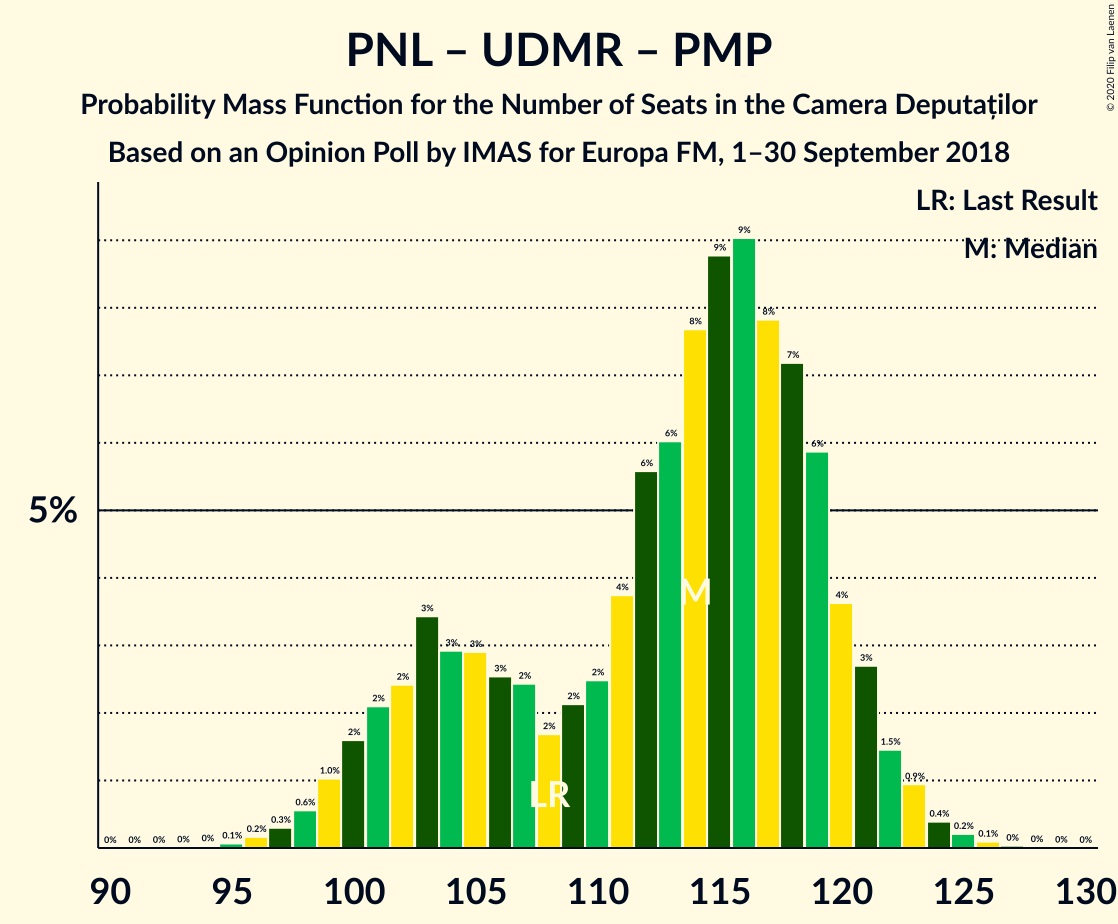 PNL – UDMR – PMP
Probability Mass Function for the Number of Seats in the Camera Deputaților
Based on an Opinion Poll by IMAS for Europa FM, 1–30 September 2018
© 2020 Filip van Laenen
LR: Last Result
M: Median
5%
0% 0% 0% 0% 0% 0.1% 0.2% 0.3% 0.6% 1.0% 2% 2% 2% 3% 3% 3% 3% 2% 2% 2% 2% 4% 6% 6% 8% 9% 9% 8% 7% 6% 4% 3% 1.5% 0.9% 0.4% 0.2% 0.1% 0% 0% 0% 0%
M
LR
90 95 100 105 110 115 120 125 130